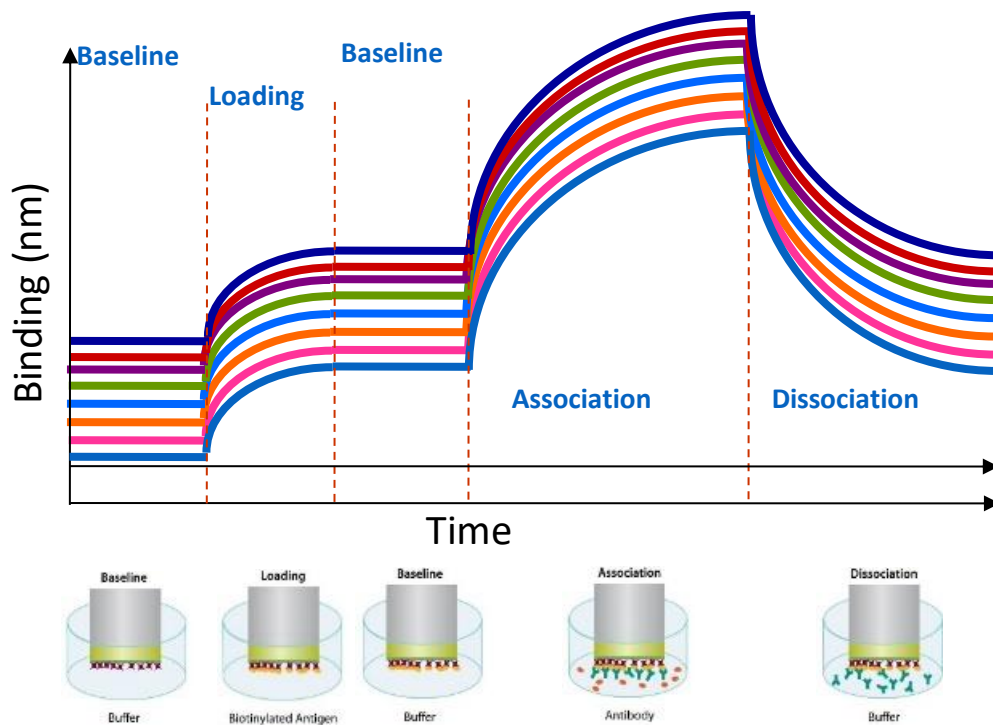 Baseline
Loading
Baseline
Association
Dissociation
Binding (nm)
Time
Baseline
Loading
Baseline
Association
Dissociation
Buffer
Biotinylated Antigen
Buffer
Antibody
Buffer